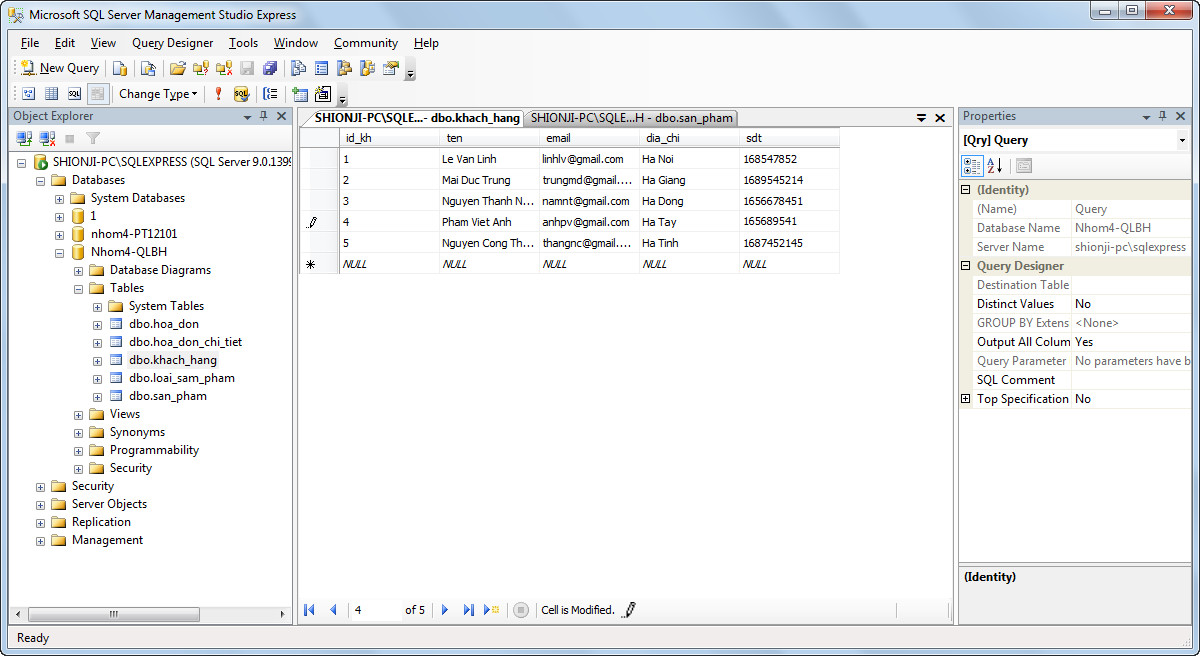 Microsoft SQL Server Management Studio Express
File Edit View Query Designer Tools Window Community Help
New Query
SQL Change Type SQL
Object Explorer
SHIONJI-PC\SQLEXPRESS (SQL Server 9.0.1399
Databases
System Databases
1
nhom4-PT12101
Nhom4-QLBH
Database Diagrams
Tables
System Tables
dbo.hoa_don
dbo.hoa_don_chi_tiet
dbo.khach_hang
dbo.loai_sam_pham
dbo.san_pham
Views
Synonyms
Programmability
Security
Security
Server Objects
Replication
Management
SHIONJI-PC\SQLE...- dbo.khach_hang SHIONJI-PC\SQLE...H - dbo.san_pham
id_kh ten email dia_chi sdt
1 Le Van Linh linhlv@gmail.com Ha Noi 168547852
2 Mai Duc Trung trungmd@gmail.... Ha Giang 1689545214
3 Nguyen Thanh N... namnt@gmail.com Ha Dong 1656678451
4 Pham Viet Anh anhpv@gmail.com Ha Tay 165689541
5 Nguyen Cong Th... thangnc@gmail.... Ha Tinh 1687452145
NULL NULL NULL NULL NULL
4 of 5 Cell is Modified.
Properties
[Qry] Query
(Identity)
(Name) Query
Database Name Nhom4-QLBH
Server Name shionji-pc\sqlexpress
Query Designer
Destination Table
Distinct Values No
GROUP BY Extens <None>
Output All Colum Yes
Query Parameter No parameters have b
SQL Comment
Top Specification No
(Identity)
Ready